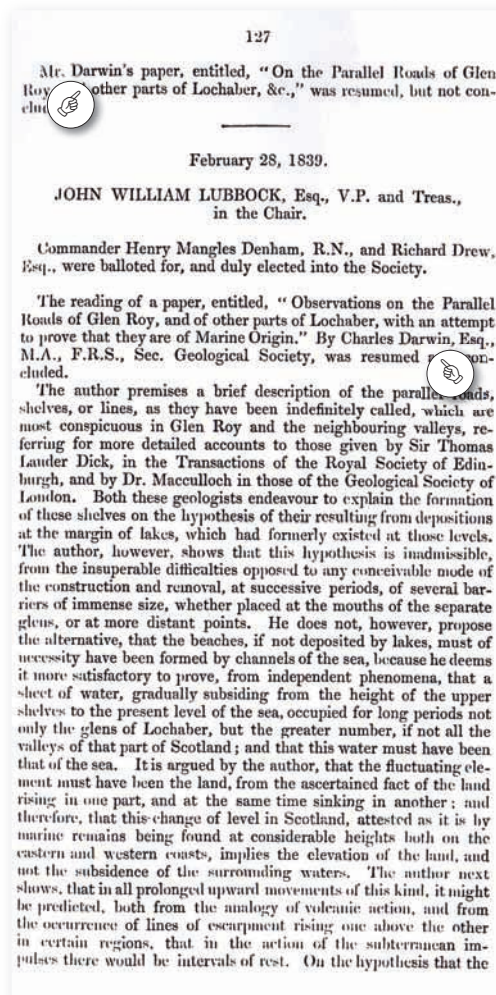 127
Mr. Darwin's paper, entitled, “On the Parallel Roads of Glen
Roy other parts of Lochaber, &c.,” was resumed, but not con-
February 28, 1839.
JOHN WILLIAM LUBBOCK, Esq., V.P. and Treas.,
in the Chair.
Commander Henry Mangles Denham, R.N., and Richard Drew,
Esq., were balloted for, and duly elected into the Society.
The reading of a paper, entitled, “Observations on the Parallel
Roads of Glen Roy, and of other parts of Lochaber, with an attempt
to prove that they are of Marine Origin.” By Charles Darwin, Esq.,
M.A., F.R.S., Sec. Geological Society, was resumed con-
cluded.
The author premises a brief description of the parallel roads,
shelves, or lines, as they have been indefinitely called, which are
most conspicuous in Glen Roy and the neighbouring valleys, re-
ferring for more detailed accounts to those given by Sir Thomas
Lauder Dick, in the Transactions of the Royal Society of Edin-
burgh, and by Dr. Macculloch in those of the Geological Society of
London. Both these geologists endeavour to explain the formation
of these shelves on the hypothesis of their resulting from depositions
at the margin of lakes, which had formerly existed at those levels.
The author, however, shows that this hypothesis is inadmissible,
from the insuperable difficulties opposed to any conceivable mode of
the construction and removal, at successive periods, of several bar-
riers of immense size, whether placed at the mouths of the separate
glens, or at more distant points. He does not, however, propose
the alternative, that the beaches, if not deposited by lakes, must of
necessity have been formed by channels of the sea, because he deems
it more satisfactory to prove, from independent phenomena, that a
sheet of water, gradually subsiding from the height of the upper
shelves to the present level of the sea, occupied for long periods not
only the glens of Lochaber, but the greater number, if not all the
valleys of that part of Scotland; and that this water must have been
that of the sea. It is argued by the author, that the fluctuating ele-
ment must have been the land, from the ascertained fact of the land
rising in one part, and at the same time sinking in another; and
therefore, that this change of level in Scotland, attested as it is by
marine remains being found at considerable heights both on the
eastern and western coasts, implies the elevation of the land, and
not the subsidence of the surrounding waters. The author next
shows, that in all prolonged upward movements of this kind, it might
be predicted, both from the analogy of volcanic action, and from
the occurrence of lines of escarpment rising one above the other
in certain regions, that in the action of the subterranean im-
pulses there would be intervals of rest. On the hypothesis that the